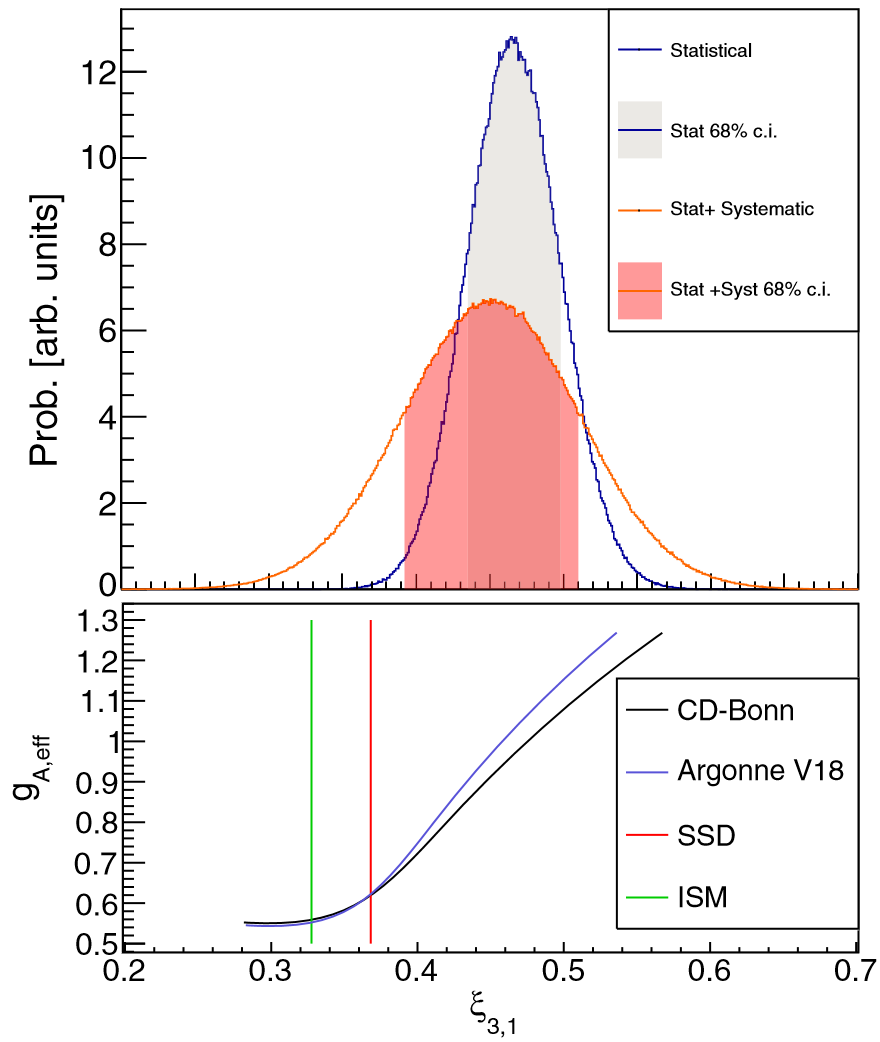 12
10
8
6
4
2
0
Prob. [arb. units]
Statistical
Stat 68% c.i.
Stat+ Systematic
Stat +Syst 68% c.i.
1.3
1.2
1.1
1
0.9
0.8
0.7
0.6
0.5
g_A,eff
CD-Bonn
Argonne V18
SSD
ISM
0.2 0.3 0.4 0.5 0.6 0.7
ξ_3,1